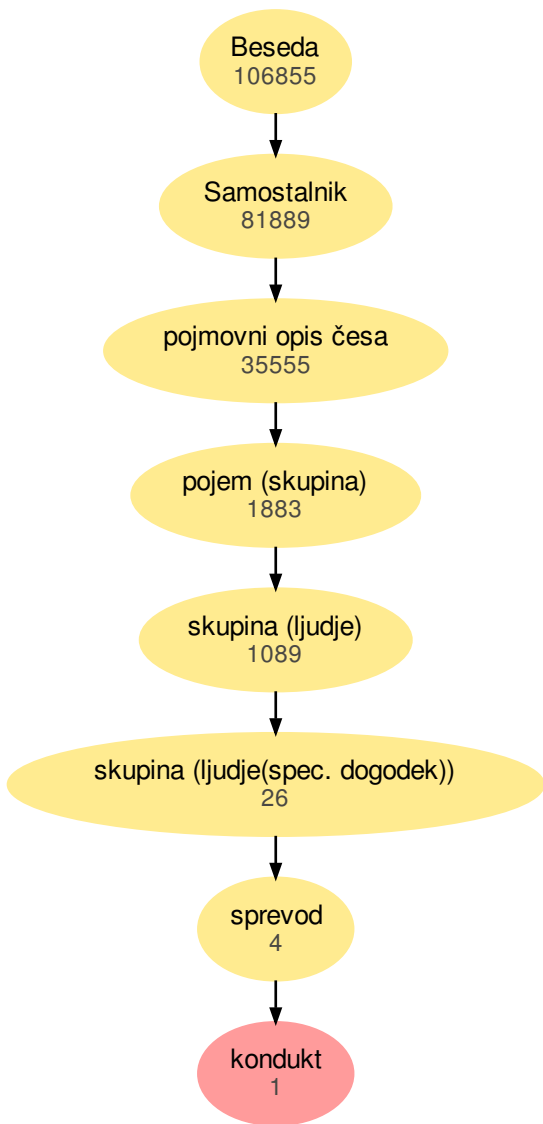 Beseda
106855
Samostalnik
81889
pojmovni opis česa
35555
pojem (skupina)
1883
skupina (ljudje)
1089
skupina (ljudje(spec. dogodek))
26
sprevod
4
kondukt
1